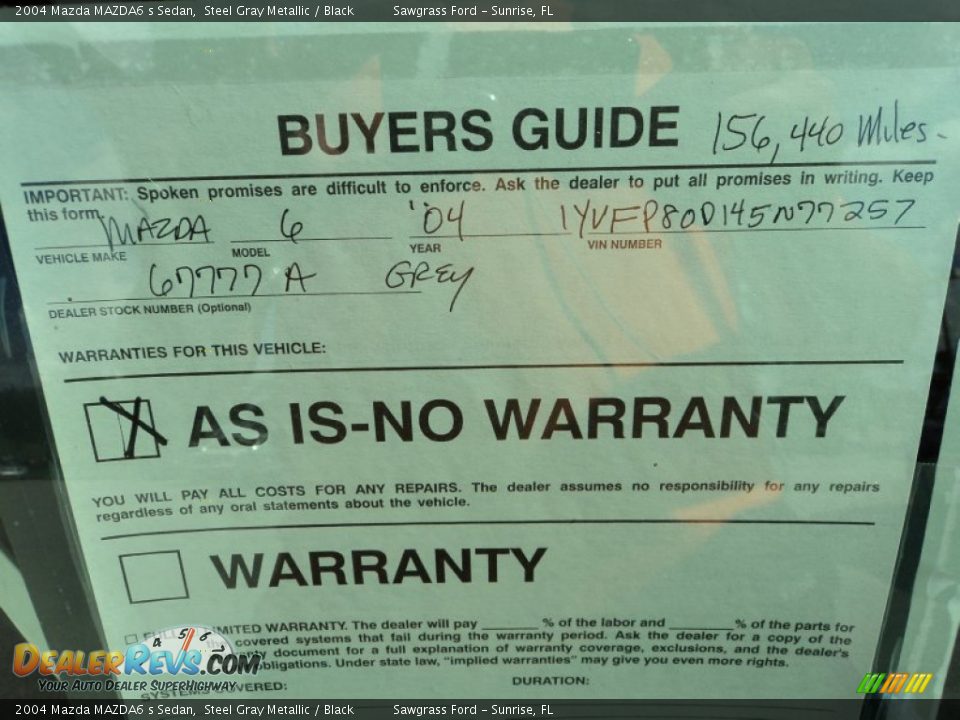 2004 Mazda MAZDA6 s Sedan, Steel Gray Metallic / Black Sawgrass Ford - Sunrise, FL
BUYERS GUIDE 156,440 Miles.
IMPORTANT: Spoken promises are difficult to enforce. Ask the dealer to put all promises in writing. Keep
this form.
MAZDA 6 '04 1YVFP80D145N77257
VEHICLE MAKE MODEL YEAR VIN NUMBER
67777 A GREY
DEALER STOCK NUMBER (Optional)
WARRANTIES FOR THIS VEHICLE:
X AS IS-NO WARRANTY
YOU WILL PAY ALL COSTS FOR ANY REPAIRS. The dealer assumes no responsibility for any repairs
regardless of any oral statements about the vehicle.
WARRANTY
LIMITED WARRANTY. The dealer will pay % of the labor and % of the parts for
the covered systems that fail during the warranty period. Ask the dealer for a copy of the
document for a full explanation of warranty coverage, exclusions, and the dealer's
obligations. Under state law, "implied warranties" may give you even more rights.
SYSTEMS COVERED: DURATION:
4 5 6
DEALERREVS.COM
YOUR AUTO DEALER SUPERHIGHWAY
2004 Mazda MAZDA6 s Sedan, Steel Gray Metallic / Black Sawgrass Ford - Sunrise, FL